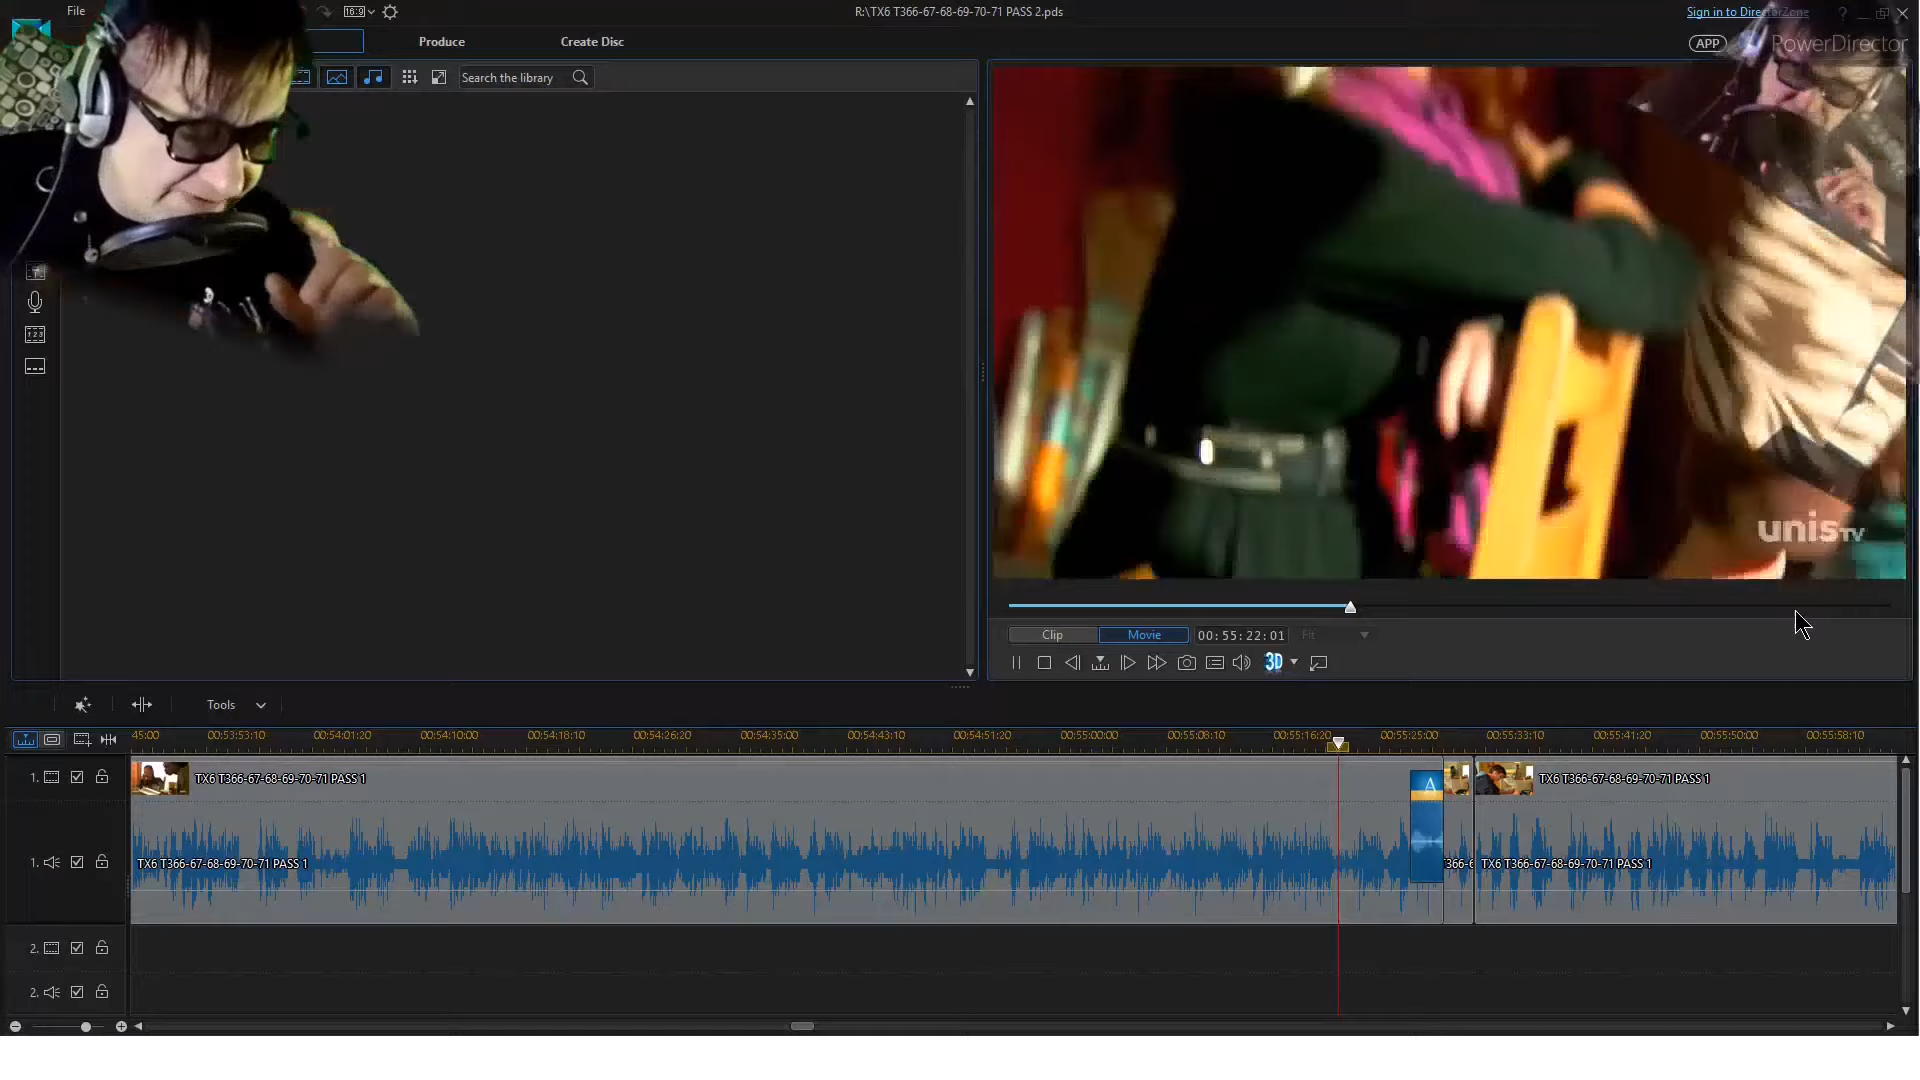 File
16:9
R:\TX6 T366-67-68-69-70-71 PASS 2.pds
Sign in to DirectorZone
?
Produce
Create Disc
APP
PowerDirector
Search the library
unis TV
Clip
Movie
00:55:22:01
Fit
3D
Tools
45:00
00:53:53:10
00:54:01:20
00:54:10:00
00:54:18:10
00:54:26:20
00:54:35:00
00:54:43:10
00:54:51:20
00:55:00:00
00:55:08:10
00:55:16:20
00:55:25:00
00:55:33:10
00:55:41:20
00:55:50:00
00:55:58:10
1.
TX6 T366-67-68-69-70-71 PASS 1
A
TX6 T366-67-68-69-70-71 PASS 1
1.
TX6 T366-67-68-69-70-71 PASS 1
T366-6
TX6 T366-67-68-69-70-71 PASS 1
2.
2.